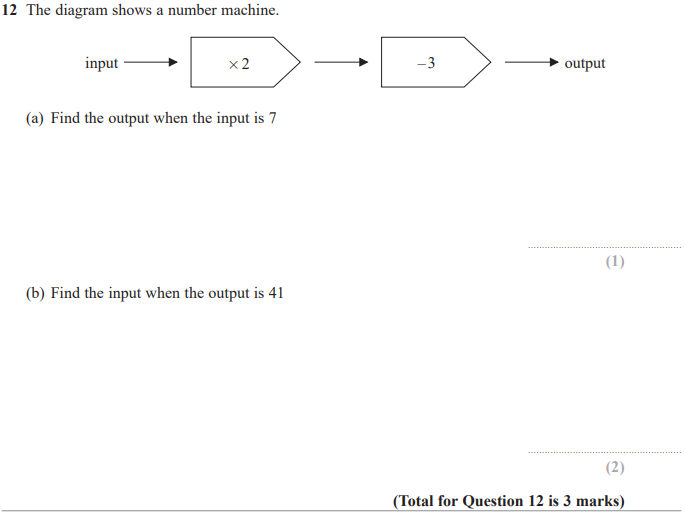 12 The diagram shows a number machine.
input × 2 −3 output
(a) Find the output when the input is 7
(1)
(b) Find the input when the output is 41
(2)
(Total for Question 12 is 3 marks)